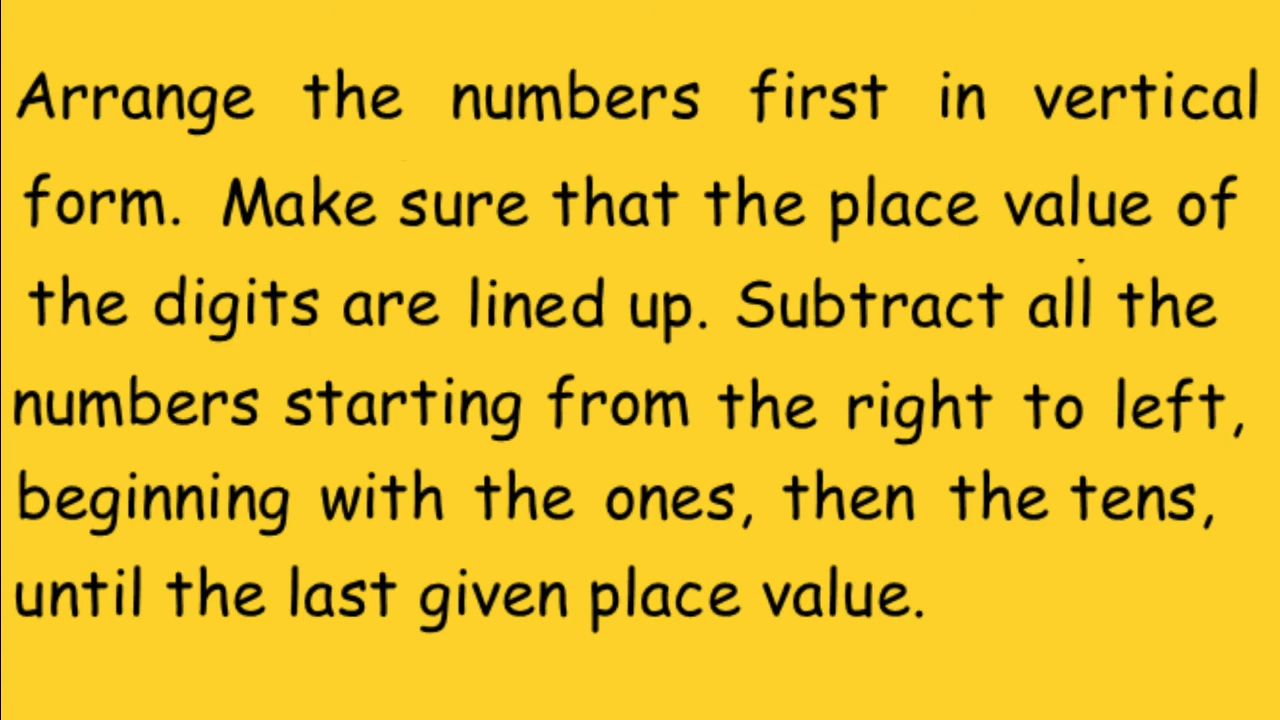 Arrange the numbers first in vertical
form. Make sure that the place value of
the digits are lined up. Subtract all the
numbers starting from the right to left,
beginning with the ones, then the tens,
until the last given place value.